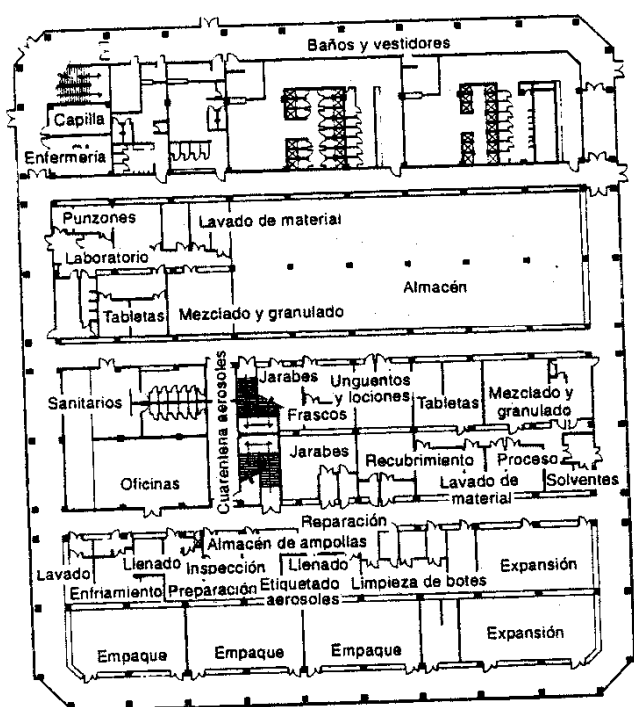 Baños y vestidores
Capilla
Enfermería
Punzones
Lavado de material
Laboratorio
Almacén
Tabletas
Mezclado y granulado
Cuarentena aerosoles
Jarabes
Unguentos
y lociones
Mezclado y
granulado
Sanitarios
Frascos
Tabletas
Jarabes
Recubrimiento
Proceso
Oficinas
Lavado de
material
Solventes
Reparación
Almacén de ampollas
Lavado
Llenado
Inspección
Llenado
Expansión
Enfriamiento
Preparación
Etiquetado
aerosoles
Limpieza de botes
Empaque
Empaque
Empaque
Expansión